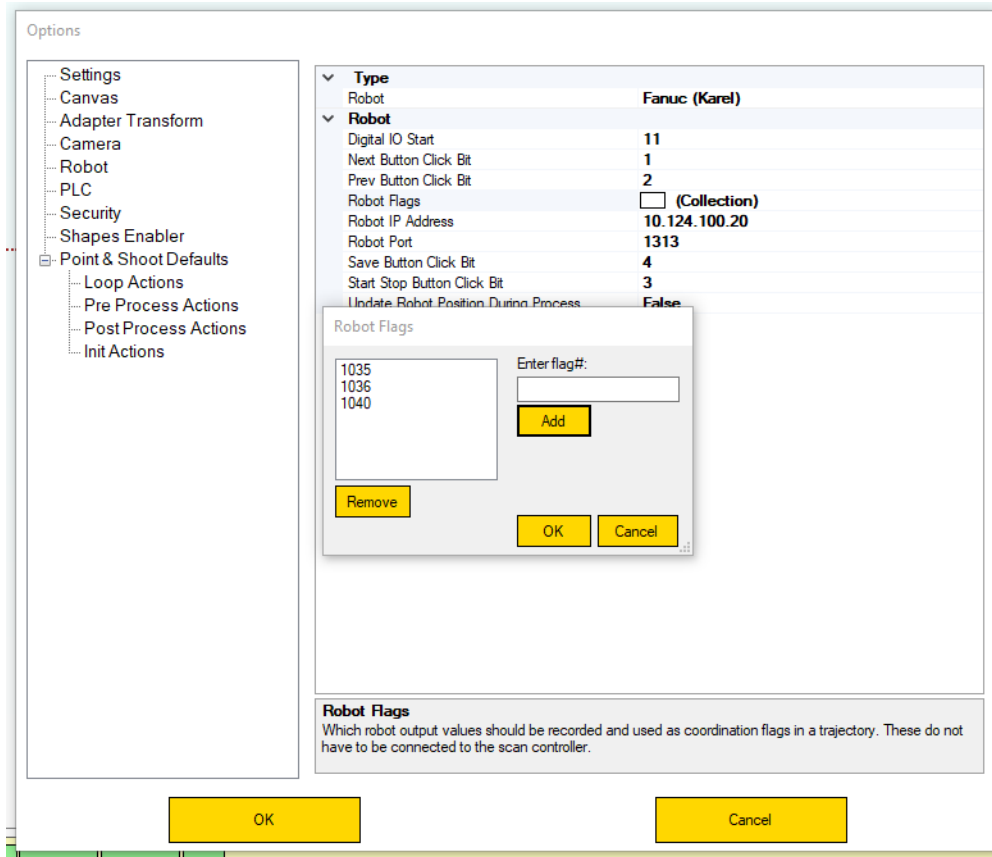 Options
Settings
Canvas
Adapter Transform
Camera
Robot
PLC
Security
Shapes Enabler
Point & Shoot Defaults
Loop Actions
Pre Process Actions
Post Process Actions
Init Actions
Type
Robot Fanuc (Karel)
Robot
Digital IO Start 11
Next Button Click Bit 1
Prev Button Click Bit 2
Robot Flags (Collection)
Robot IP Address 10.124.100.20
Robot Port 1313
Save Button Click Bit 4
Start Stop Button Click Bit 3
Update Robot Position During Process False
Robot Flags
1035
1036
1040
Enter flag#:
Add
Remove
OK Cancel
Robot Flags
Which robot output values should be recorded and used as coordination flags in a trajectory. These do not
have to be connected to the scan controller.
OK Cancel